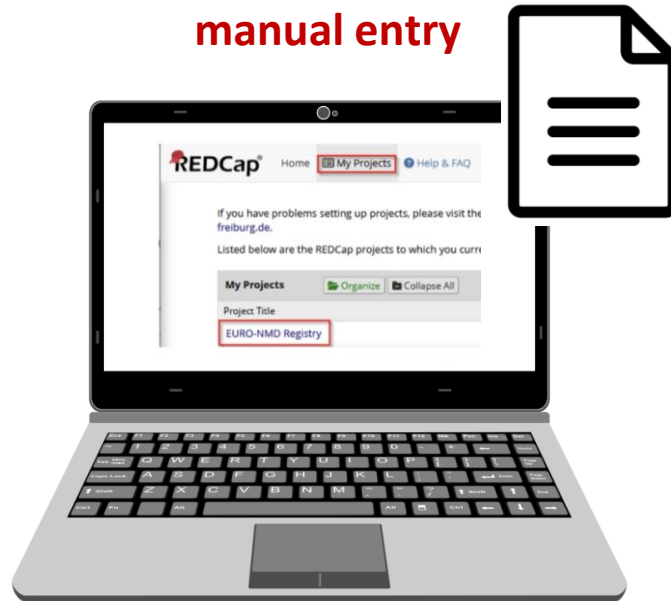 manual entry
REDCap® Home My Projects Help & FAQ
If you have problems setting up projects, please visit the
freiburg.de.
Listed below are the REDCap projects to which you curre
My Projects Organize Collapse All
Project Title
EURO-NMD Registry
Q W E R T Y U I O P
A S D F G H J K L
Z X C V B N M